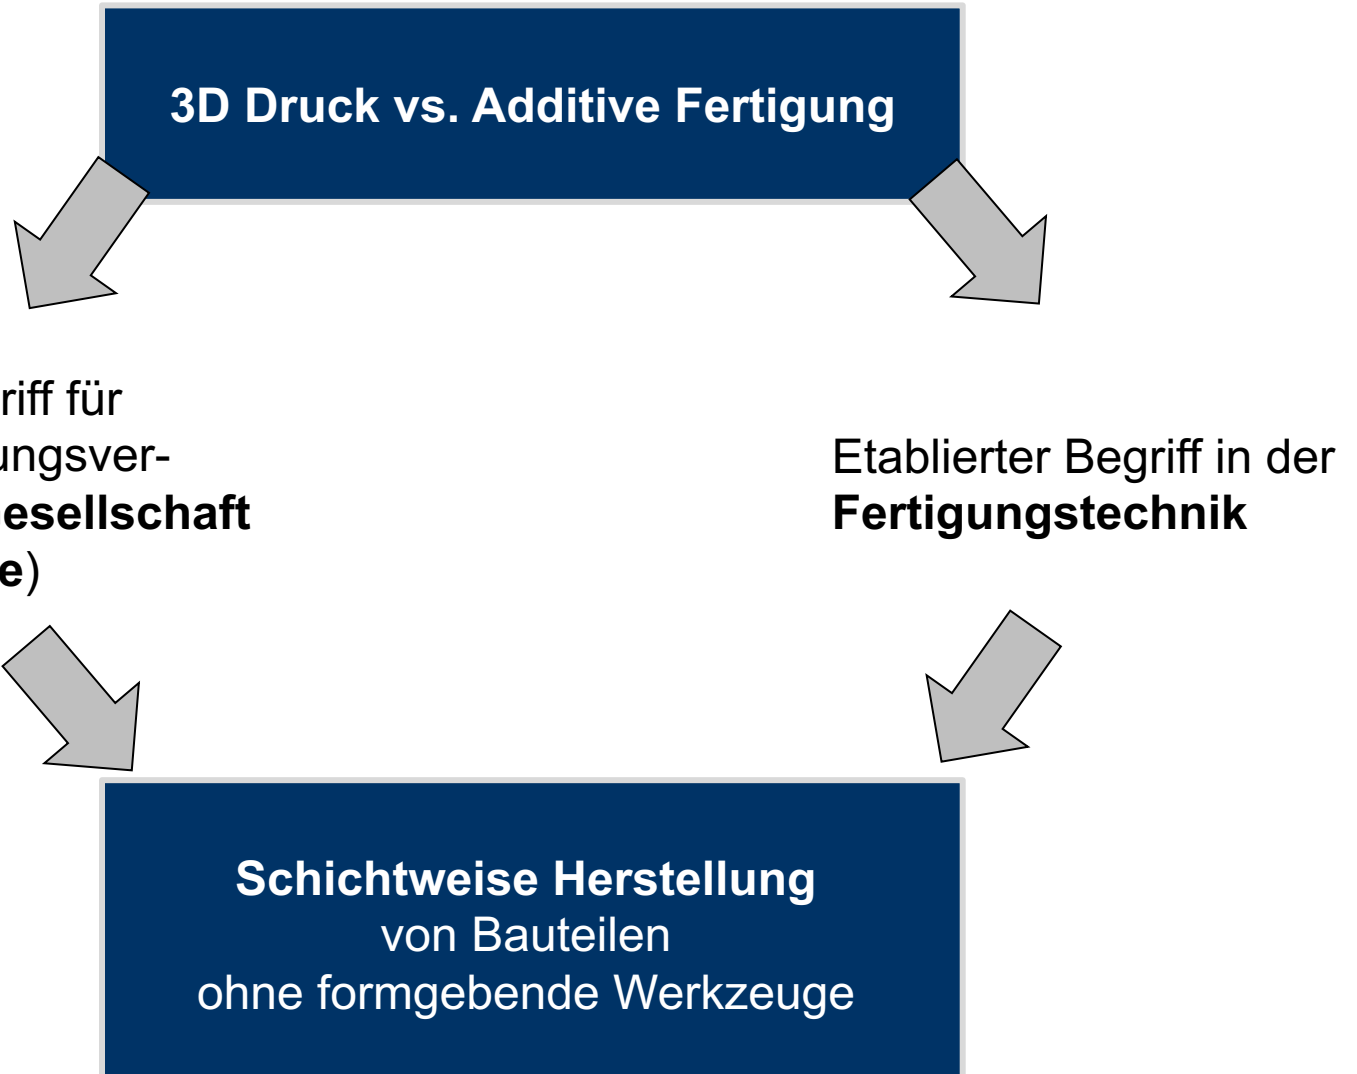 3D Druck vs. Additive Fertigung
riff für
ungsver-
esellschaft
e)
Etablierter Begriff in der
Fertigungstechnik
Schichtweise Herstellung
von Bauteilen
ohne formgebende Werkzeuge